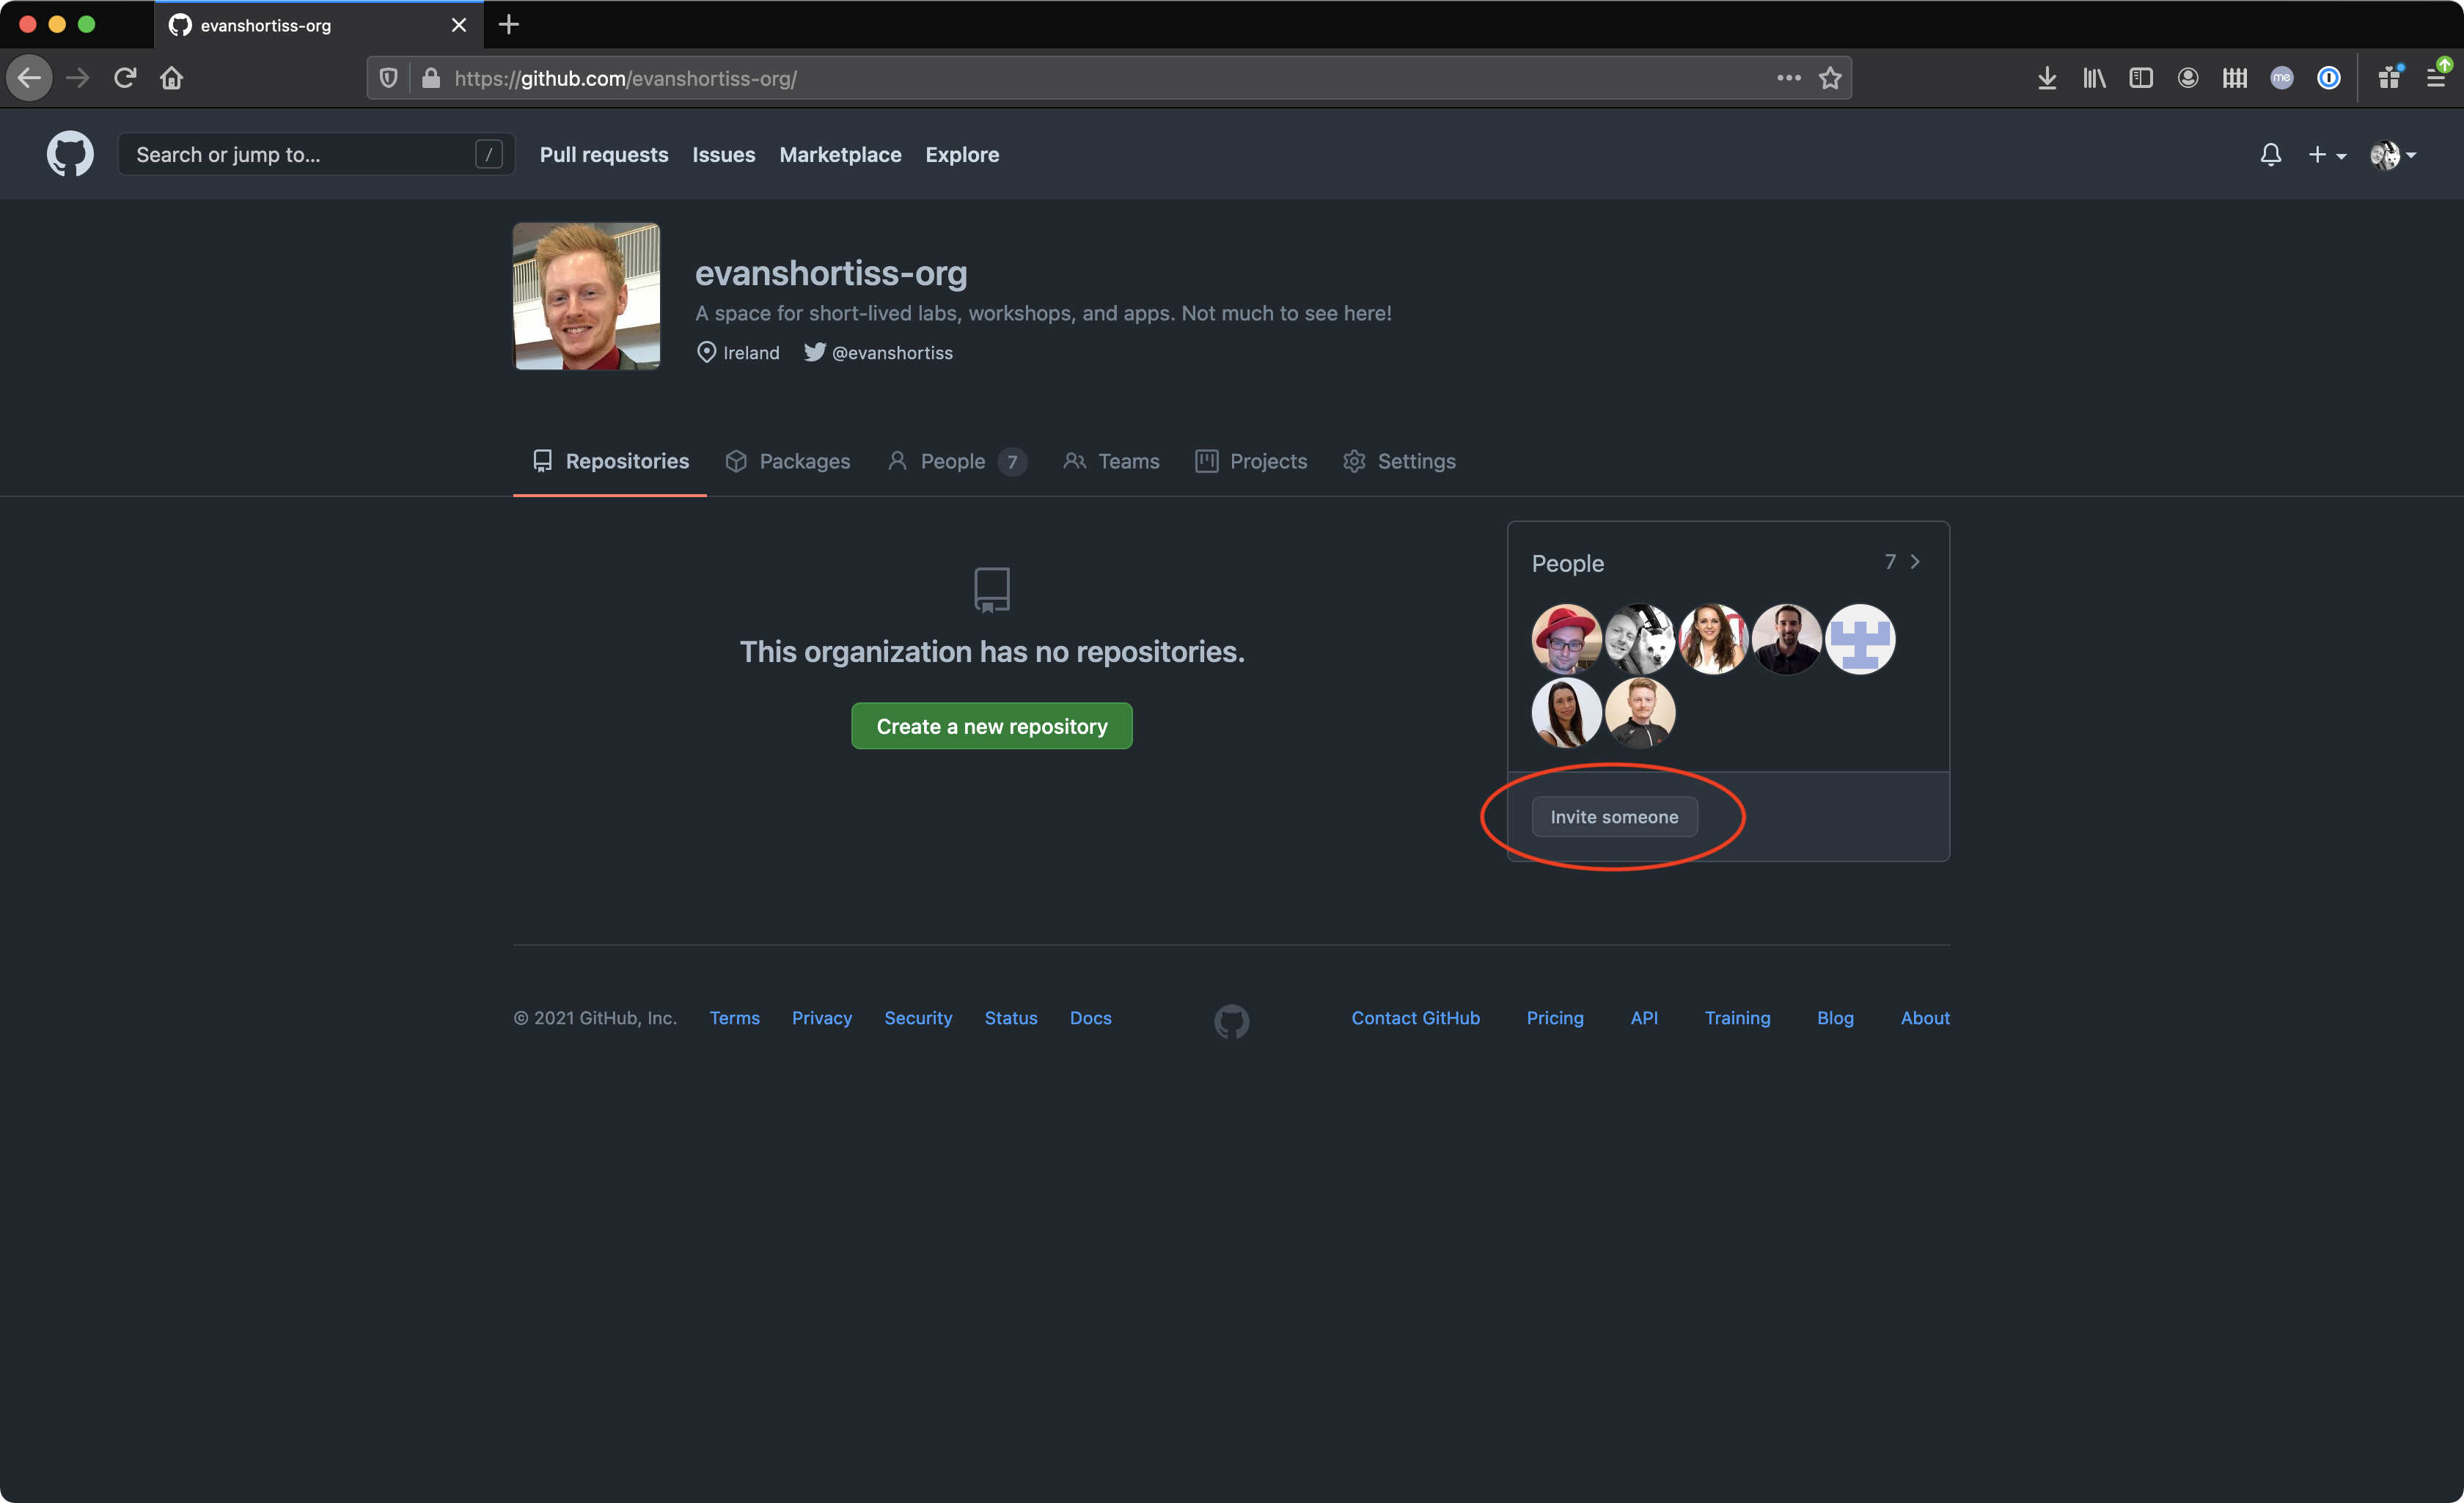 evanshortiss-org
https://github.com/evanshortiss-org/
me
Search or jump to...
/
Pull requests
Issues
Marketplace
Explore
evanshortiss-org
A space for short-lived labs, workshops, and apps. Not much to see here!
Ireland
@evanshortiss
Repositories
Packages
People 7
Teams
Projects
Settings
This organization has no repositories.
Create a new repository
People
7
Invite someone
© 2021 GitHub, Inc.
Terms
Privacy
Security
Status
Docs
Contact GitHub
Pricing
API
Training
Blog
About